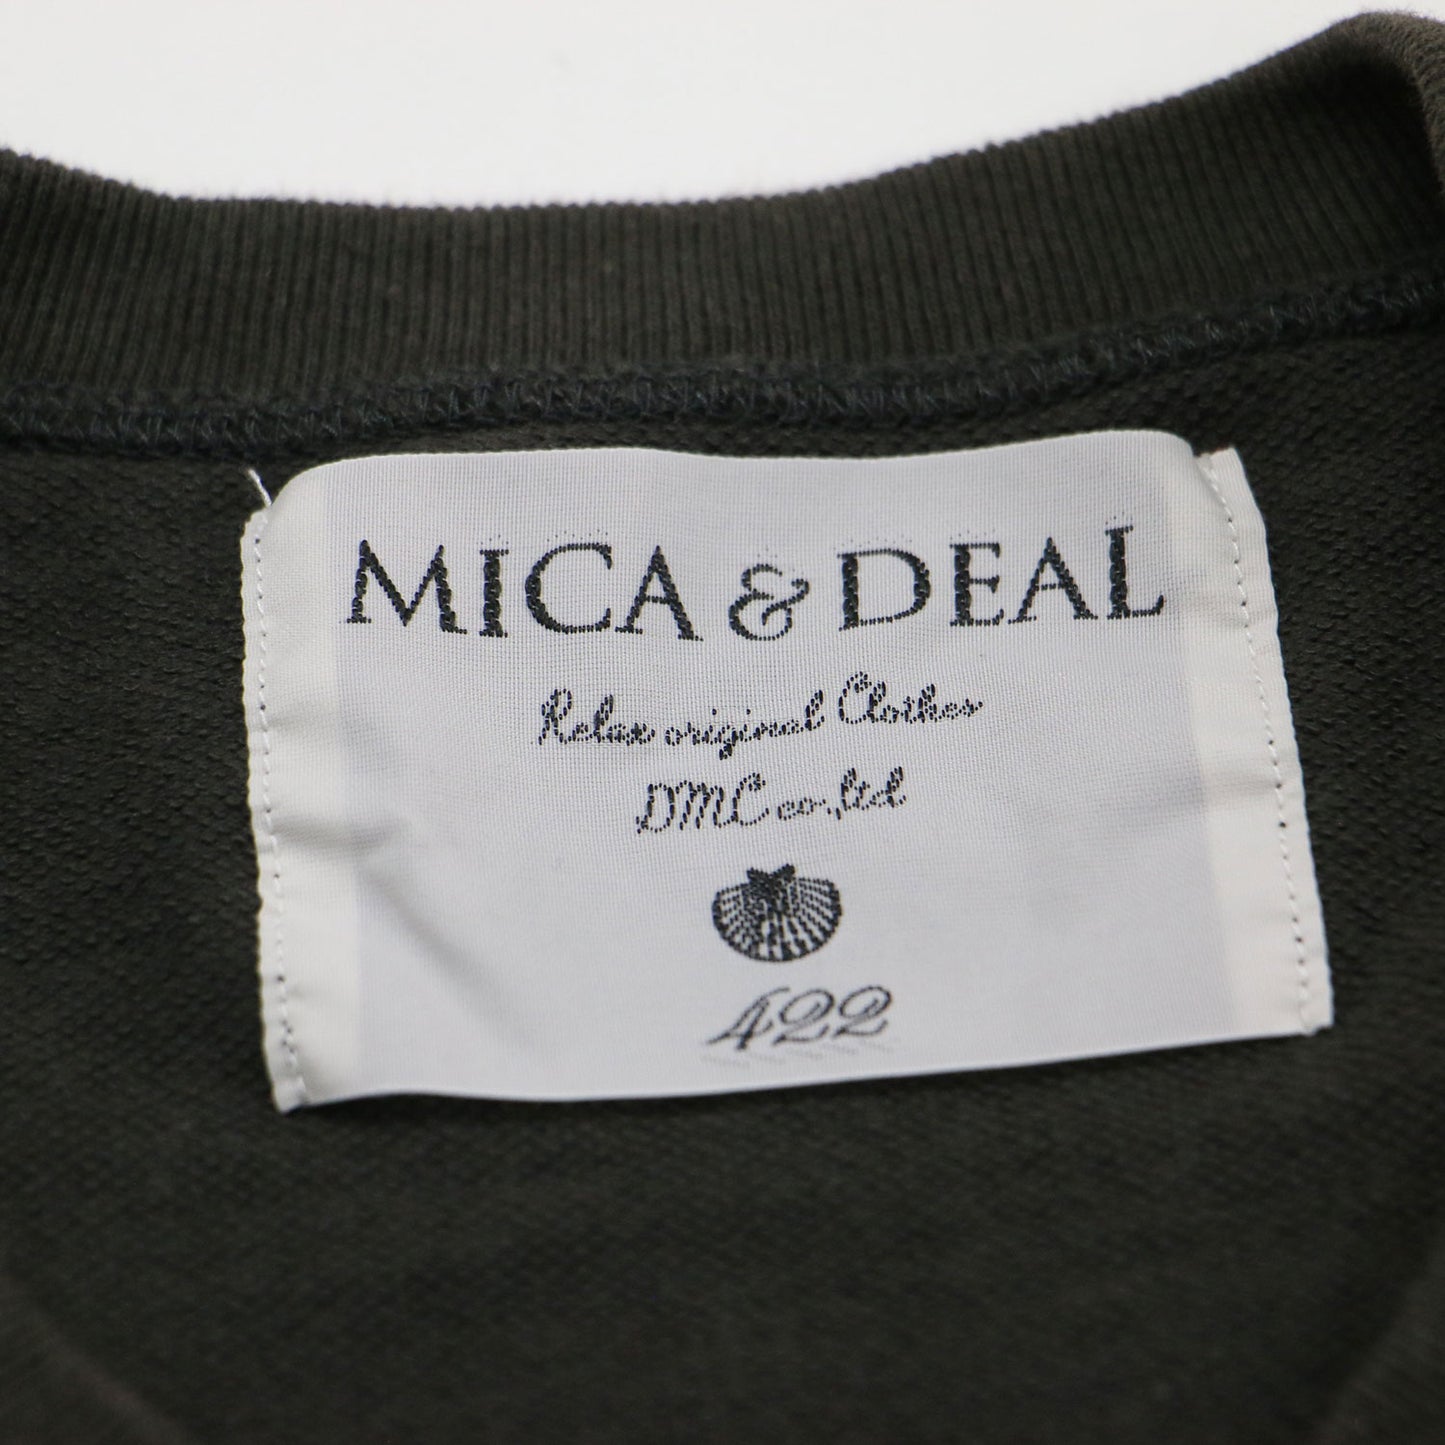 MICA & DEAL
Relax original Clothes
DMC co.,ltd
422